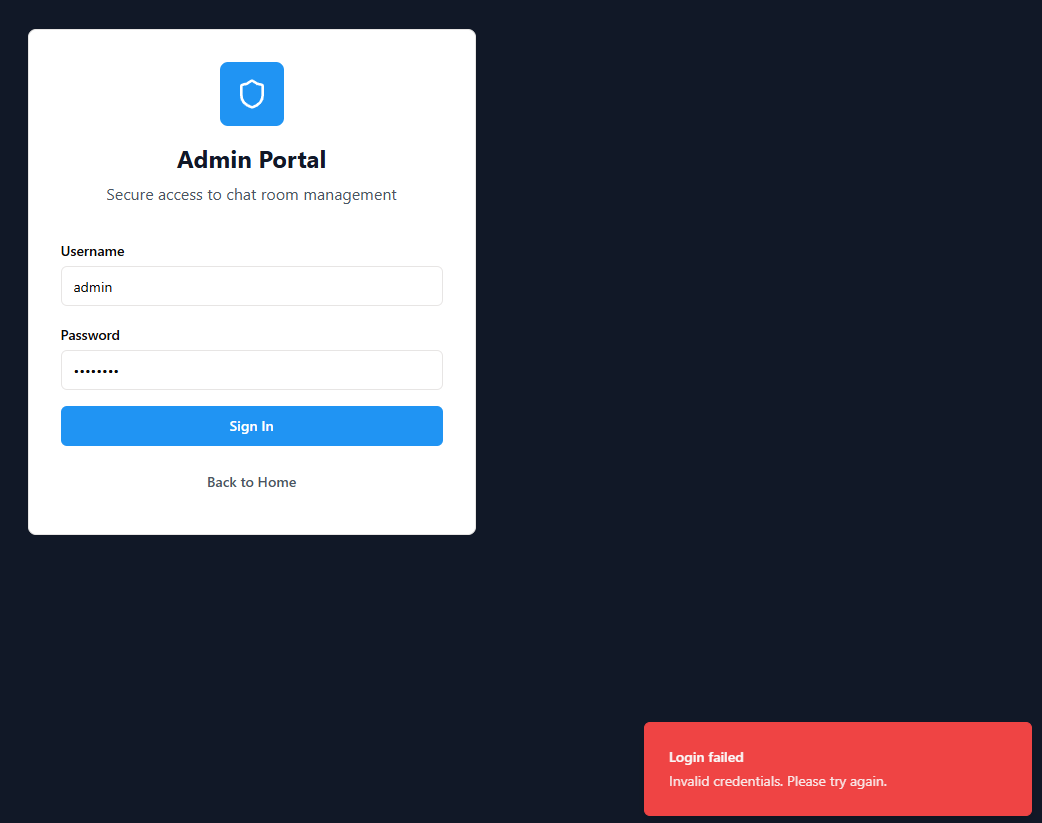 Admin Portal
Secure access to chat room management
Username
admin
Password
••••••••
Sign In
Back to Home
Login failed
Invalid credentials. Please try again.